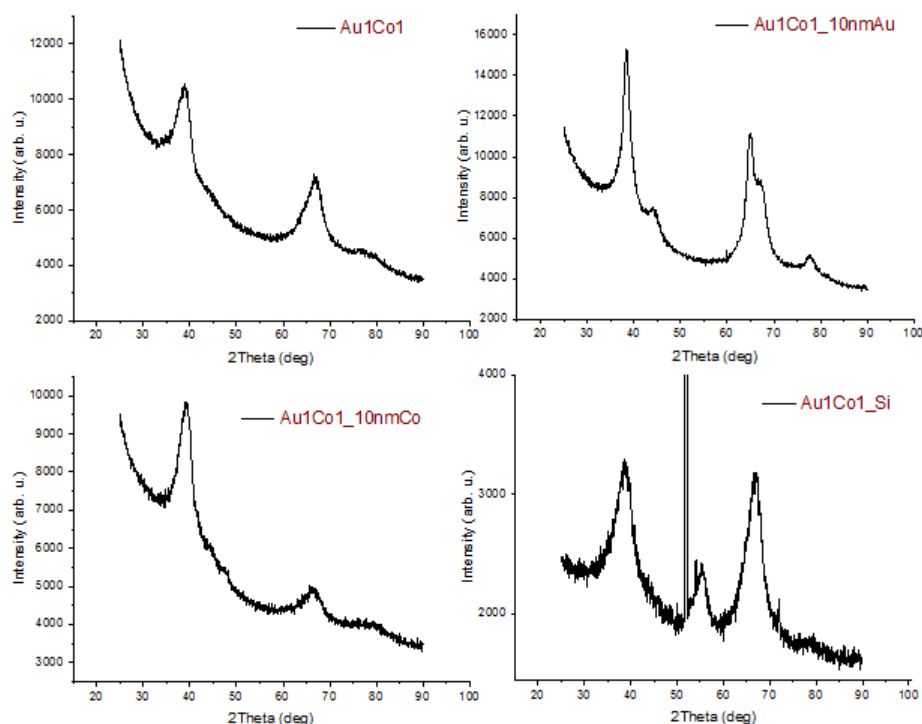 Au1Co1
12000
10000
8000
6000
4000
2000
Intensity (arb. u.)
20 30 40 50 60 70 80 90 100
2Theta (deg)
Au1Co1_10nmAu
16000
14000
12000
10000
8000
6000
4000
2000
Intensity (arb. u.)
20 30 40 50 60 70 80 90 100
2Theta (deg)
Au1Co1_10nmCo
10000
9000
8000
7000
6000
5000
4000
3000
Intensity (arb. u.)
20 30 40 50 60 70 80 90 100
2Theta (deg)
Au1Co1_Si
4000
3000
2000
Intensity (arb. u.)
20 30 40 50 60 70 80 90 100
2Theta (deg)